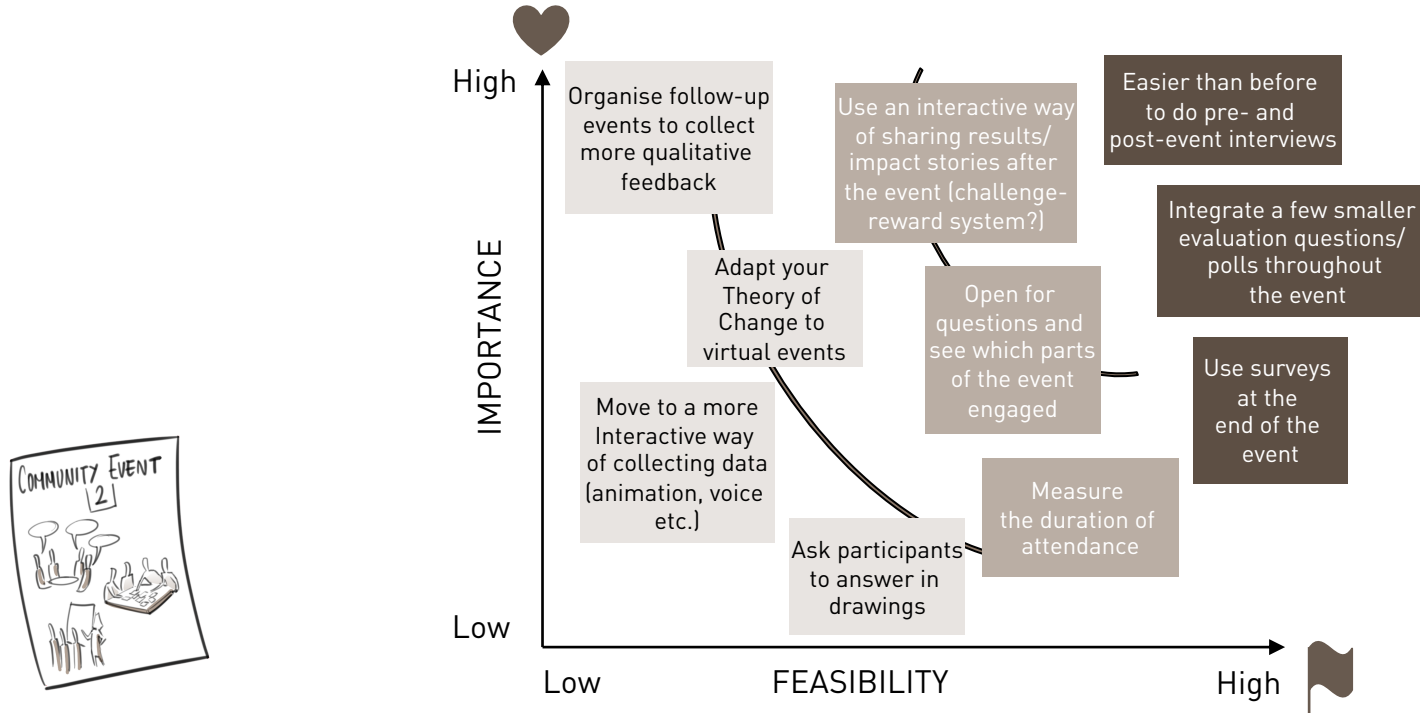 High
IMPORTANCE
Low
Low
FEASIBILITY
High
Organise follow-up
events to collect
more qualitative
feedback
Use an interactive way
of sharing results/
impact stories after
the event (challenge-
reward system?)
Easier than before
to do pre- and
post-event interviews
Integrate a few smaller
evaluation questions/
polls throughout
the event
Adapt your
Theory of
Change to
virtual events
Open for
questions and
see which parts
of the event
engaged
Use surveys
at the
end of the
event
Move to a more
Interactive way
of collecting data
(animation, voice
etc.)
Measure
the duration of
attendance
Ask participants
to answer in
drawings
COMMUNITY EVENT
2